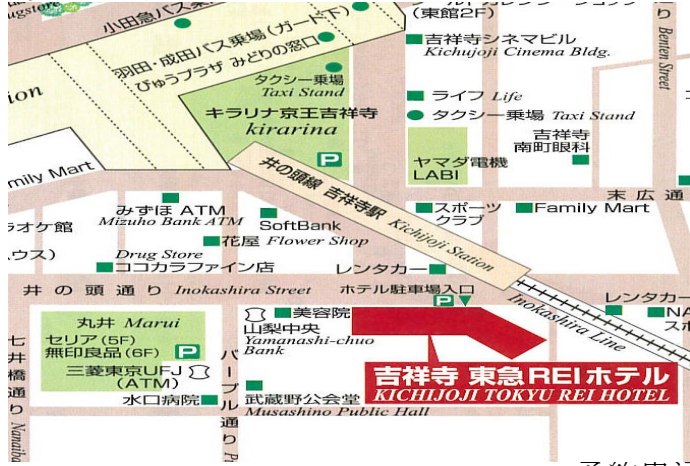 小田急バス乗場
羽田・成田バス乗場(ガード下)
びゅうプラザ みどりの窓口
(東館2F)
吉祥寺シネマビル
Kichujoji Cinema Bldg.
Benten Street
タクシー乗場
Taxi Stand
キラリナ京王吉祥寺
kirarina
P
ライフ Life
タクシー乗場 Taxi Stand
吉祥寺
南町眼科
ヤマダ電機
LABI
mily Mart
井の頭線 吉祥寺駅 Kichijoji Station
末広通
みずほ ATM
Mizuho Bank ATM
SoftBank
スポーツ
クラブ
Family Mart
ラオケ館
花屋 Flower Shop
ハウス)
Drug Store
ココカラファイン店
レンタカー
井の頭通り Inokashira Street
ホテル駐車場入口
P
Inokashira Line
レンタカー
丸井 Marui
セリア(5F)
無印良品(6F)
P
三菱東京UFJ
(ATM)
水口病院
美容院
山梨中央
Yamanashi-chuo
Bank
武蔵野公会堂
Musashino Public Hall
七井橋通り
パープル通り
吉祥寺 東急REIホテル
KICHIJOJI TOKYU REI HOTEL